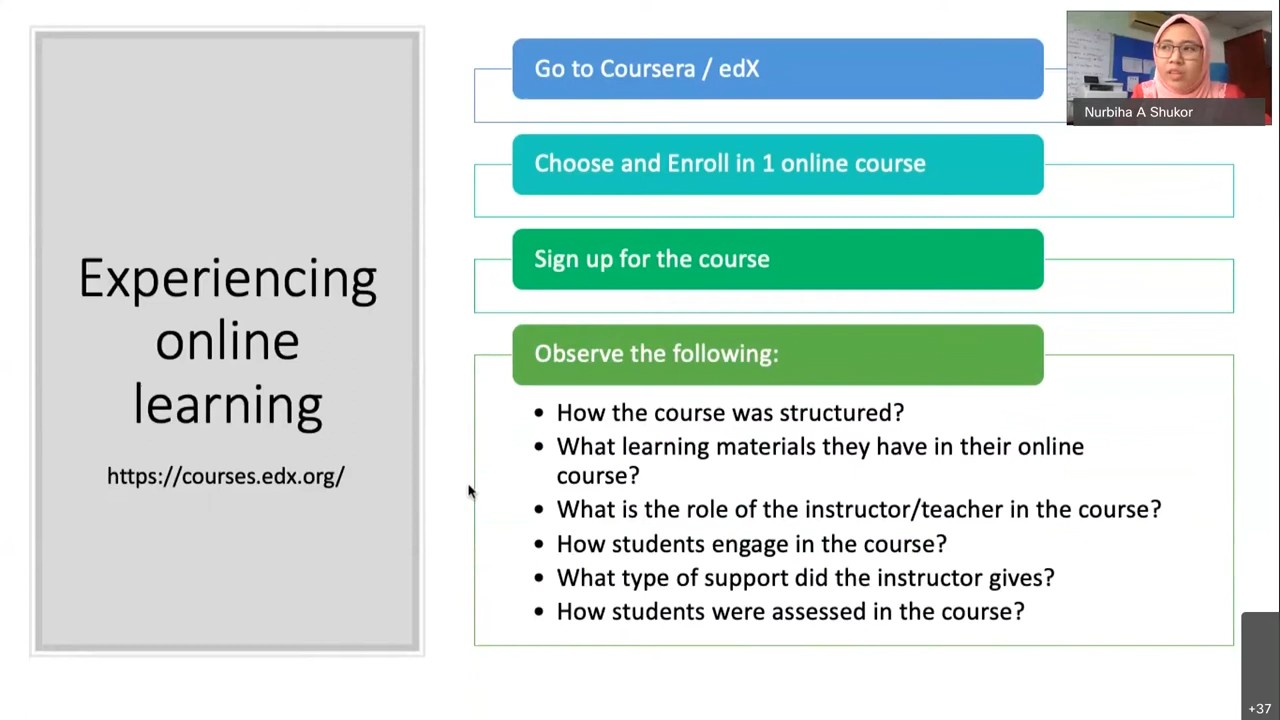 Experiencing
online
learning
https://courses.edx.org/
Go to Coursera / edX
Choose and Enroll in 1 online course
Sign up for the course
Observe the following:
• How the course was structured?
• What learning materials they have in their online
course?
• What is the role of the instructor/teacher in the course?
• How students engage in the course?
• What type of support did the instructor gives?
• How students were assessed in the course?
Nurbiha A Shukor
+37